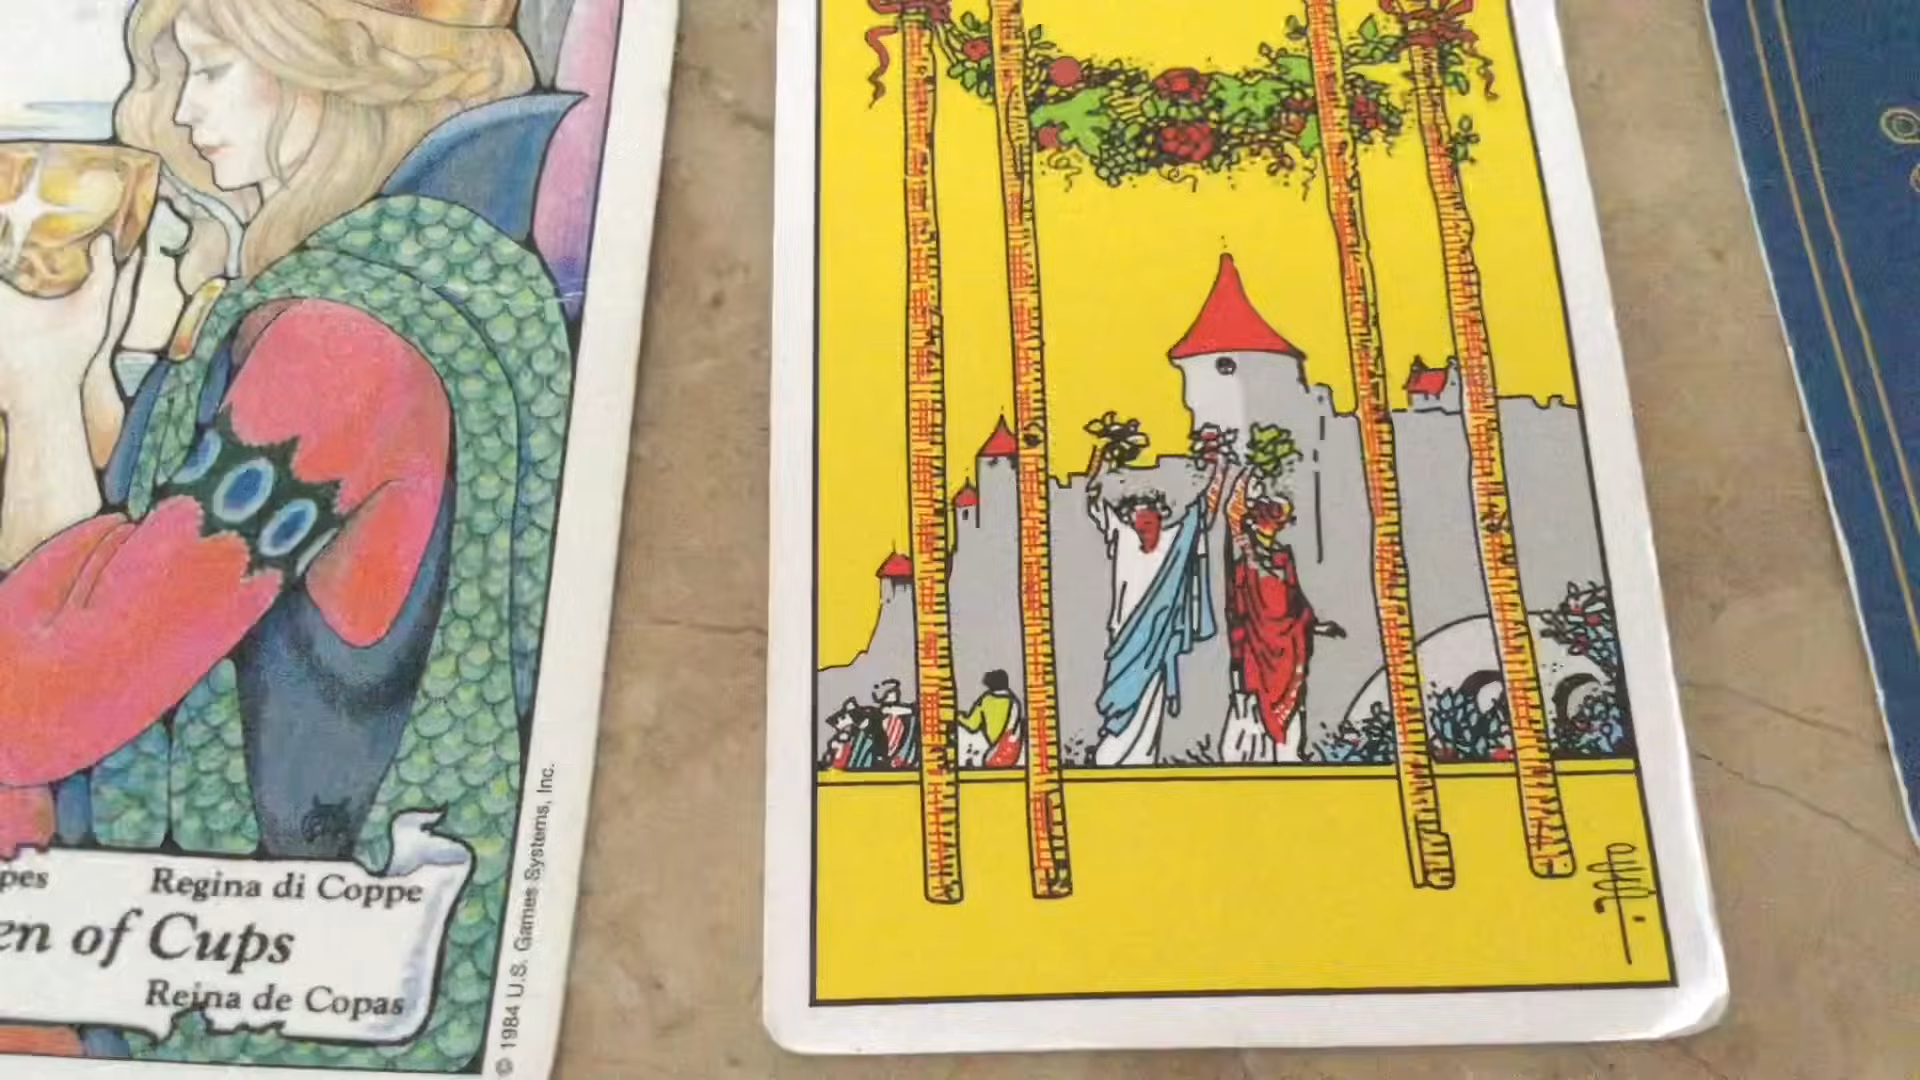 pes Regina di Coppe
en of Cups
Reina de Copas
© 1984 U.S. Games Systems, Inc.